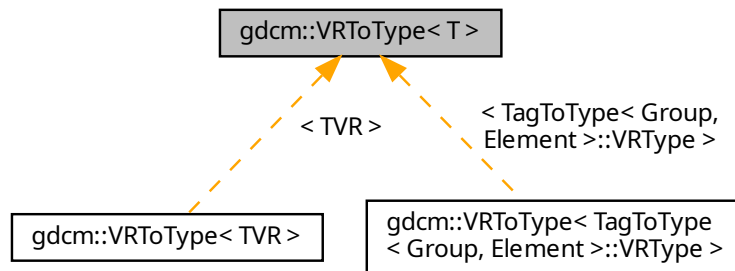 gdcm::VRToType< T >
< TVR >
< TagToType< Group,
Element >::VRType >
gdcm::VRToType< TVR >
gdcm::VRToType< TagToType
< Group, Element >::VRType >